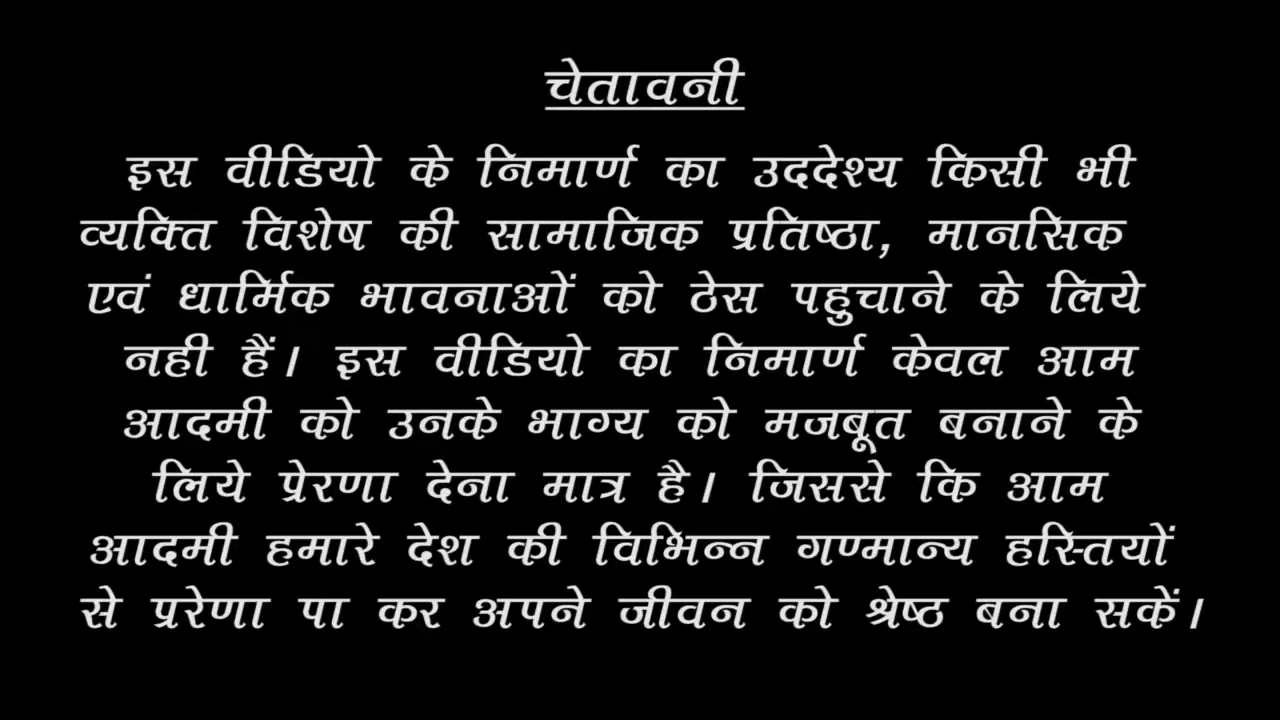 चेतावनी
इस वीडियो के निमार्ण का उददेश्य किसी भी
व्यक्ति विशेष की सामाजिक प्रतिष्ठा, मानसिक
एवं धार्मिक भावनाओं को ठेस पहुचाने के लिये
नही हैं। इस वीडियो का निमार्ण केवल आम
आदमी को उनके भाग्य को मजबूत बनाने के
लिये प्रेरणा देना मात्र है। जिससे कि आम
आदमी हमारे देश की विभिन्न गण्मान्य हस्तियों
से प्ररेणा पा कर अपने जीवन को श्रेष्ठ बना सकें।